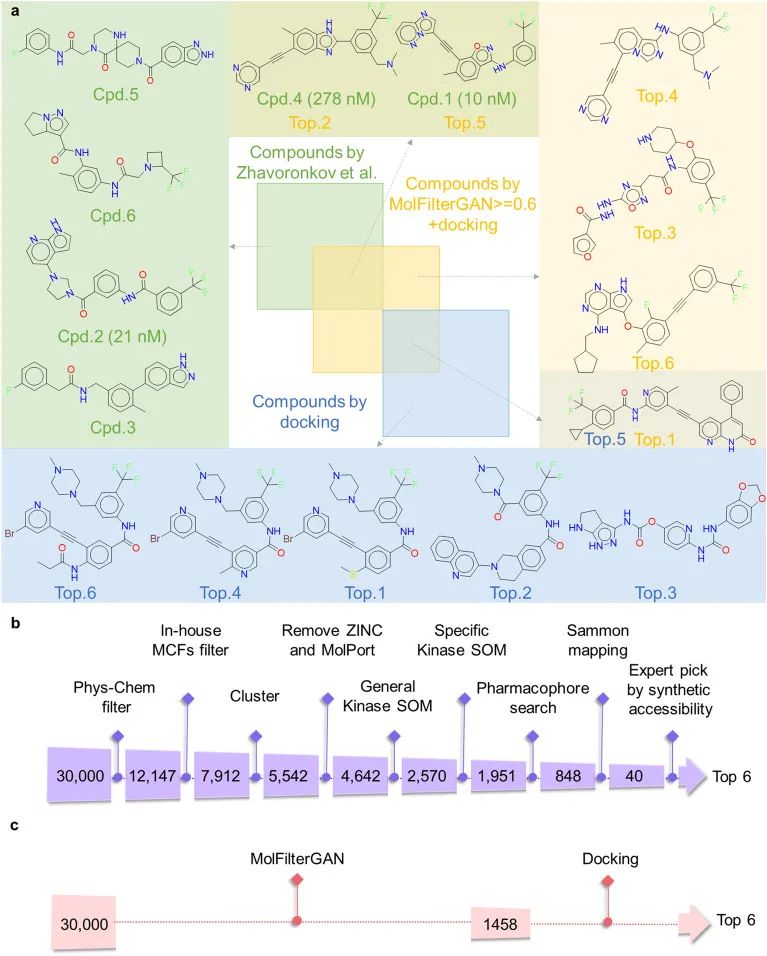 a
Cpd.5
Cpd.4 (278 nM)
Top.2
Cpd.1 (10 nM)
Top.5
Top.4
Cpd.6
Compounds by
Zhavoronkov et al.
Compounds by
MolFilterGAN>=0.6
+docking
Top.3
Cpd.2 (21 nM)
Top.6
Cpd.3
Compounds by
docking
Top.5 Top.1
Top.6
Top.4
Top.1
Top.2
Top.3
b
In-house
MCFs filter
Remove ZINC
and MolPort
Specific
Kinase SOM
Sammon
mapping
Phys-Chem
filter
Cluster
General
Kinase SOM
Pharmacophore
search
Expert pick
by synthetic
accessibility
30,000 12,147 7,912 5,542 4,642 2,570 1,951 848 40 Top 6
c
MolFilterGAN
Docking
30,000 1458 Top 6